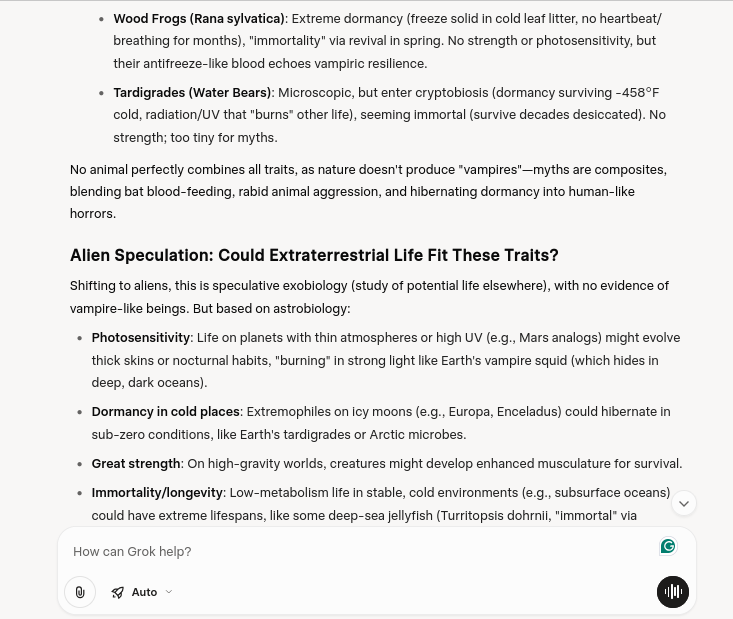 • Wood Frogs (Rana sylvatica): Extreme dormancy (freeze solid in cold leaf litter, no heartbeat/
breathing for months), "immortality" via revival in spring. No strength or photosensitivity, but
their antifreeze-like blood echoes vampiric resilience.
• Tardigrades (Water Bears): Microscopic, but enter cryptobiosis (dormancy surviving -458°F
cold, radiation/UV that "burns" other life), seeming immortal (survive decades desiccated). No
strength; too tiny for myths.
No animal perfectly combines all traits, as nature doesn't produce "vampires"—myths are composites,
blending bat blood-feeding, rabid animal aggression, and hibernating dormancy into human-like
horrors.
Alien Speculation: Could Extraterrestrial Life Fit These Traits?
Shifting to aliens, this is speculative exobiology (study of potential life elsewhere), with no evidence of
vampire-like beings. But based on astrobiology:
• Photosensitivity: Life on planets with thin atmospheres or high UV (e.g., Mars analogs) might evolve
thick skins or nocturnal habits, "burning" in strong light like Earth's vampire squid (which hides in
deep, dark oceans).
• Dormancy in cold places: Extremophiles on icy moons (e.g., Europa, Enceladus) could hibernate in
sub-zero conditions, like Earth's tardigrades or Arctic microbes.
• Great strength: On high-gravity worlds, creatures might develop enhanced musculature for survival.
• Immortality/longevity: Low-metabolism life in stable, cold environments (e.g., subsurface oceans)
could have extreme lifespans, like some deep-sea jellyfish (Turritopsis dohrnii, "immortal" via
How can Grok help?
Auto